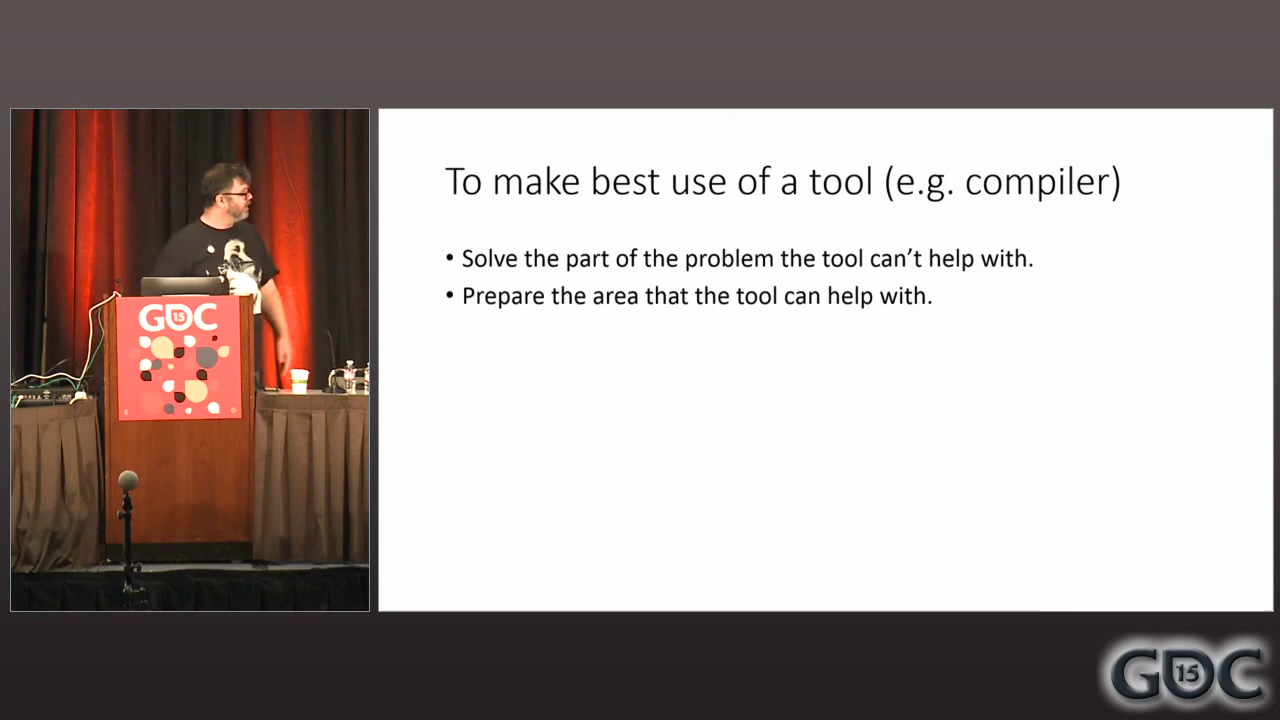 To make best use of a tool (e.g. compiler)
• Solve the part of the problem the tool can’t help with.
• Prepare the area that the tool can help with.
GDC
15
GDC
15